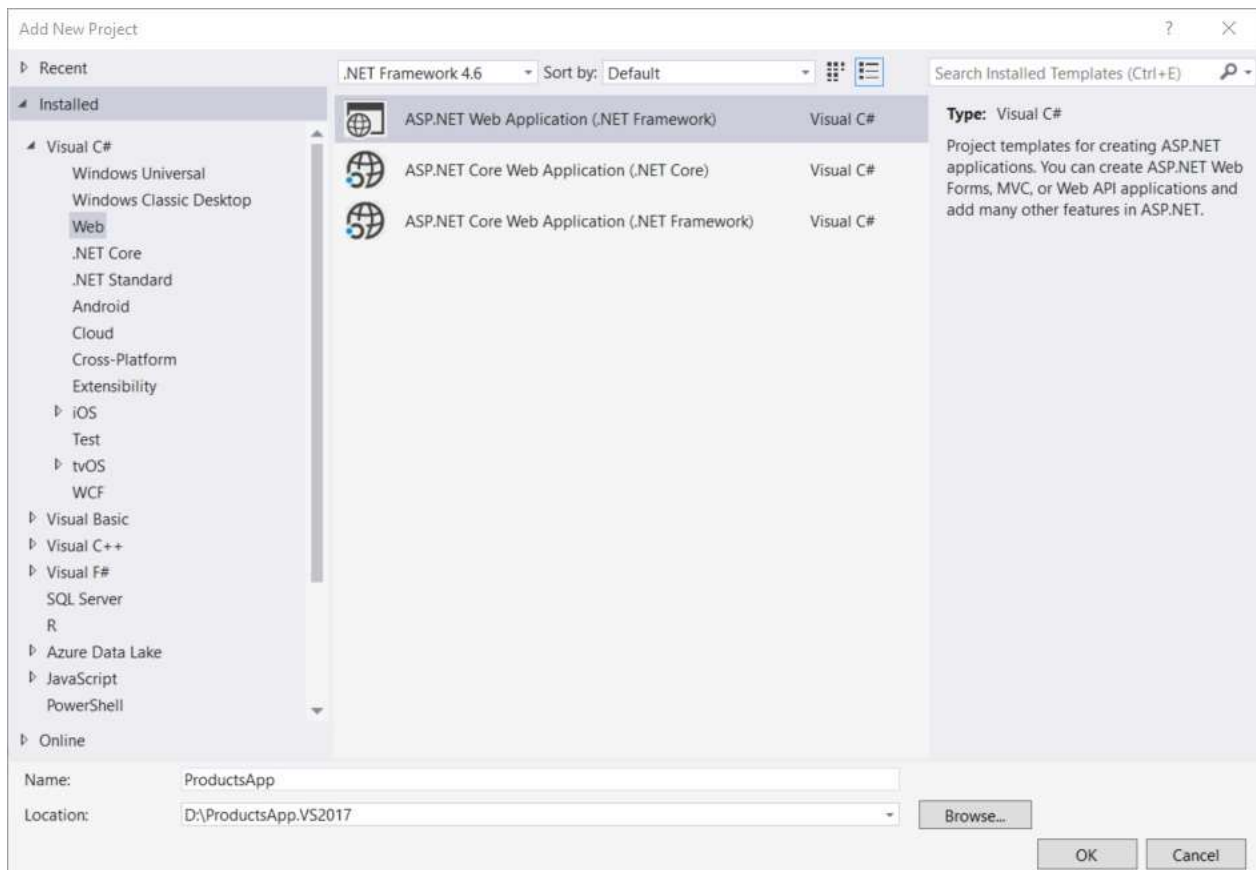 Add New Project
?
Recent
Installed
Visual C#
Windows Universal
Windows Classic Desktop
Web
.NET Core
.NET Standard
Android
Cloud
Cross-Platform
Extensibility
iOS
Test
tvOS
WCF
Visual Basic
Visual C++
Visual F#
SQL Server
R
Azure Data Lake
JavaScript
PowerShell
Online
.NET Framework 4.6 Sort by: Default
ASP.NET Web Application (.NET Framework) Visual C#
ASP.NET Core Web Application (.NET Core) Visual C#
ASP.NET Core Web Application (.NET Framework) Visual C#
Search Installed Templates (Ctrl+E)
Type: Visual C#
Project templates for creating ASP.NET
applications. You can create ASP.NET Web
Forms, MVC, or Web API applications and
add many other features in ASP.NET.
Name: ProductsApp
Location: D:\ProductsApp.VS2017
Browse...
OK Cancel